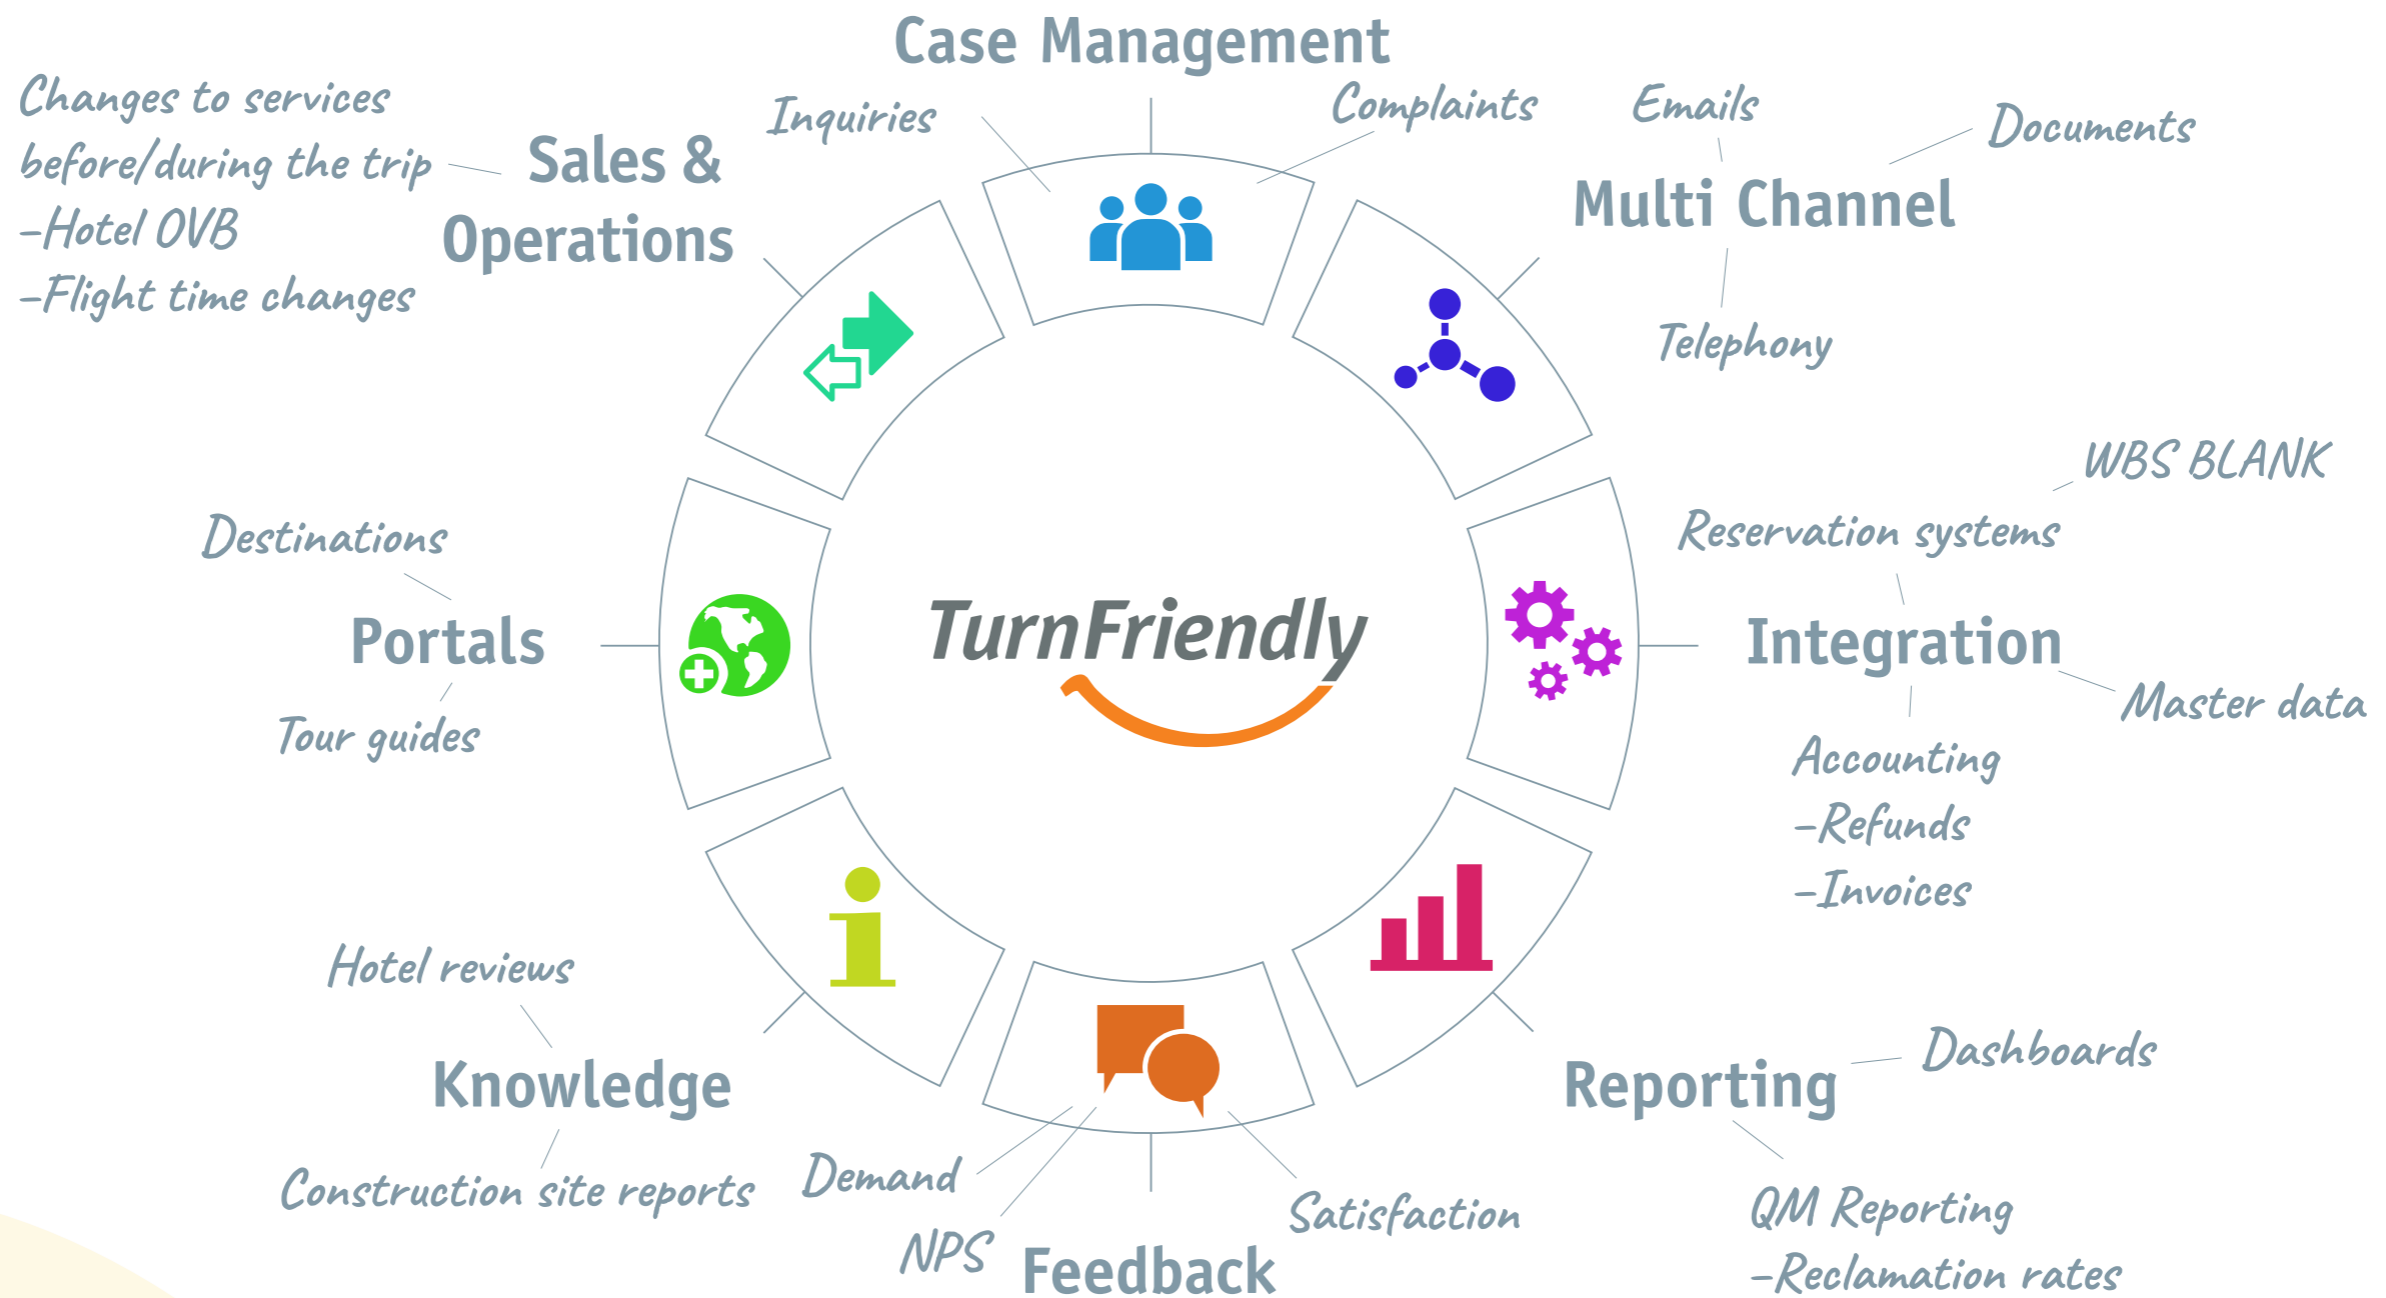 Case Management
Inquiries
Complaints
Emails
Documents
Multi Channel
Telephony
WBS BLANK
Reservation systems
Integration
Master data
Accounting
–Refunds
–Invoices
Reporting
Dashboards
QM Reporting
–Reclamation rates
Feedback
Satisfaction
NPS
Demand
Knowledge
Hotel reviews
Construction site reports
Portals
Destinations
Tour guides
Sales &
Operations
Changes to services
before/during the trip
–Hotel OVB
–Flight time changes
TurnFriendly